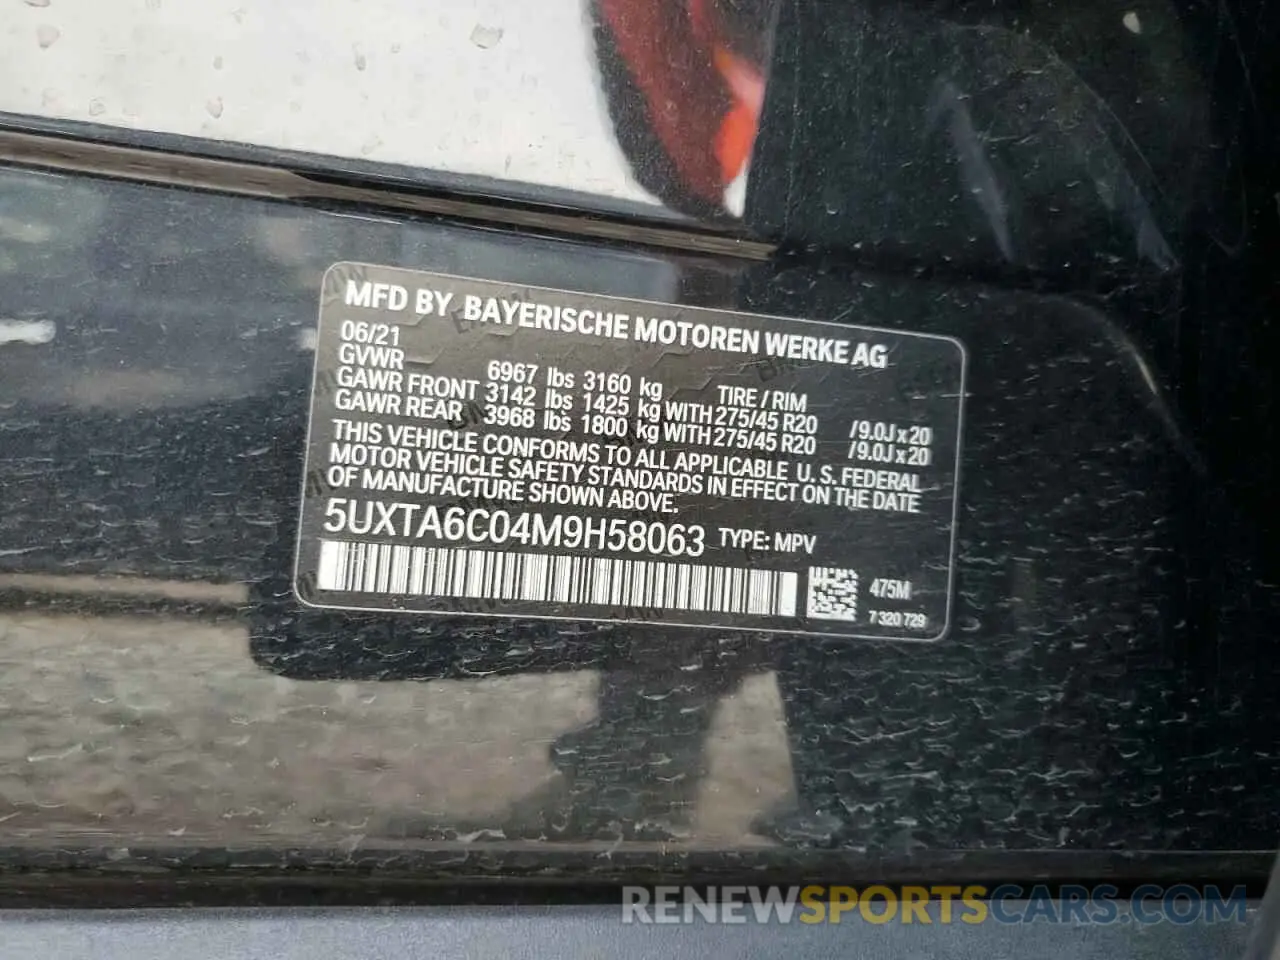 MFD BY BAYERISCHE MOTOREN WERKE AG
06/21
GVWR 6967 lbs 3160 kg TIRE / RIM
GAWR FRONT 3142 lbs 1425 kg WITH 275/45 R20 /9.0J x 20
GAWR REAR 3968 lbs 1800 kg WITH 275/45 R20 /9.0J x 20
THIS VEHICLE CONFORMS TO ALL APPLICABLE U. S. FEDERAL
MOTOR VEHICLE SAFETY STANDARDS IN EFFECT ON THE DATE
OF MANUFACTURE SHOWN ABOVE.
5UXTA6C04M9H58063 TYPE: MPV
475M
7 320 729
RENEWSPORTSCARS.COM